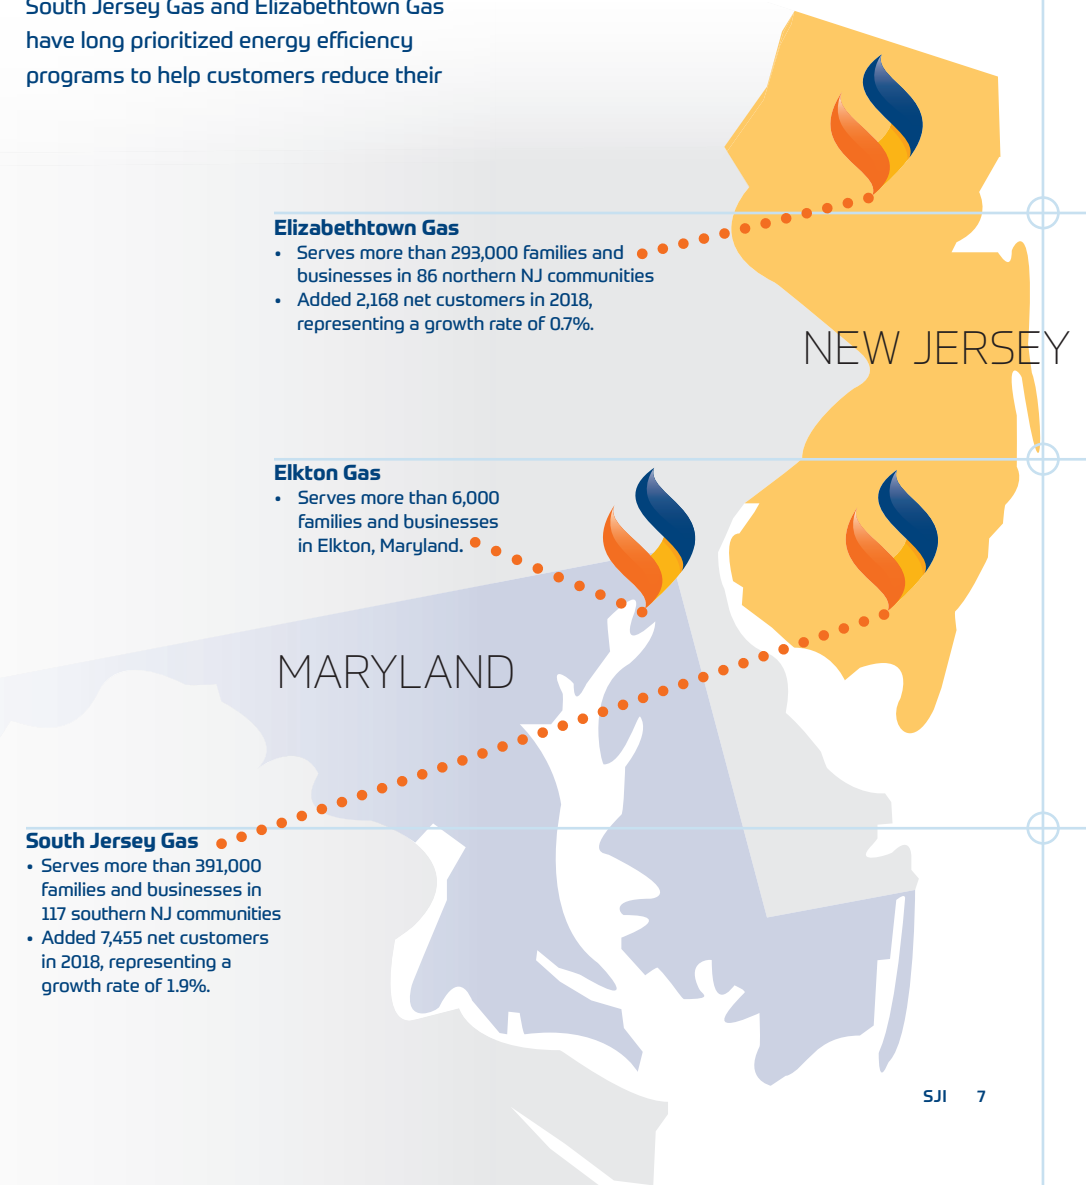 South Jersey Gas and Elizabethtown Gas
have long prioritized energy efficiency
programs to help customers reduce their
Elizabethtown Gas
• Serves more than 293,000 families and
businesses in 86 northern NJ communities
• Added 2,168 net customers in 2018,
representing a growth rate of 0.7%.
NEW JERSEY
Elkton Gas
• Serves more than 6,000
families and businesses
in Elkton, Maryland.
MARYLAND
South Jersey Gas
• Serves more than 391,000
families and businesses in
117 southern NJ communities
• Added 7,455 net customers
in 2018, representing a
growth rate of 1.9%.
SJI 7